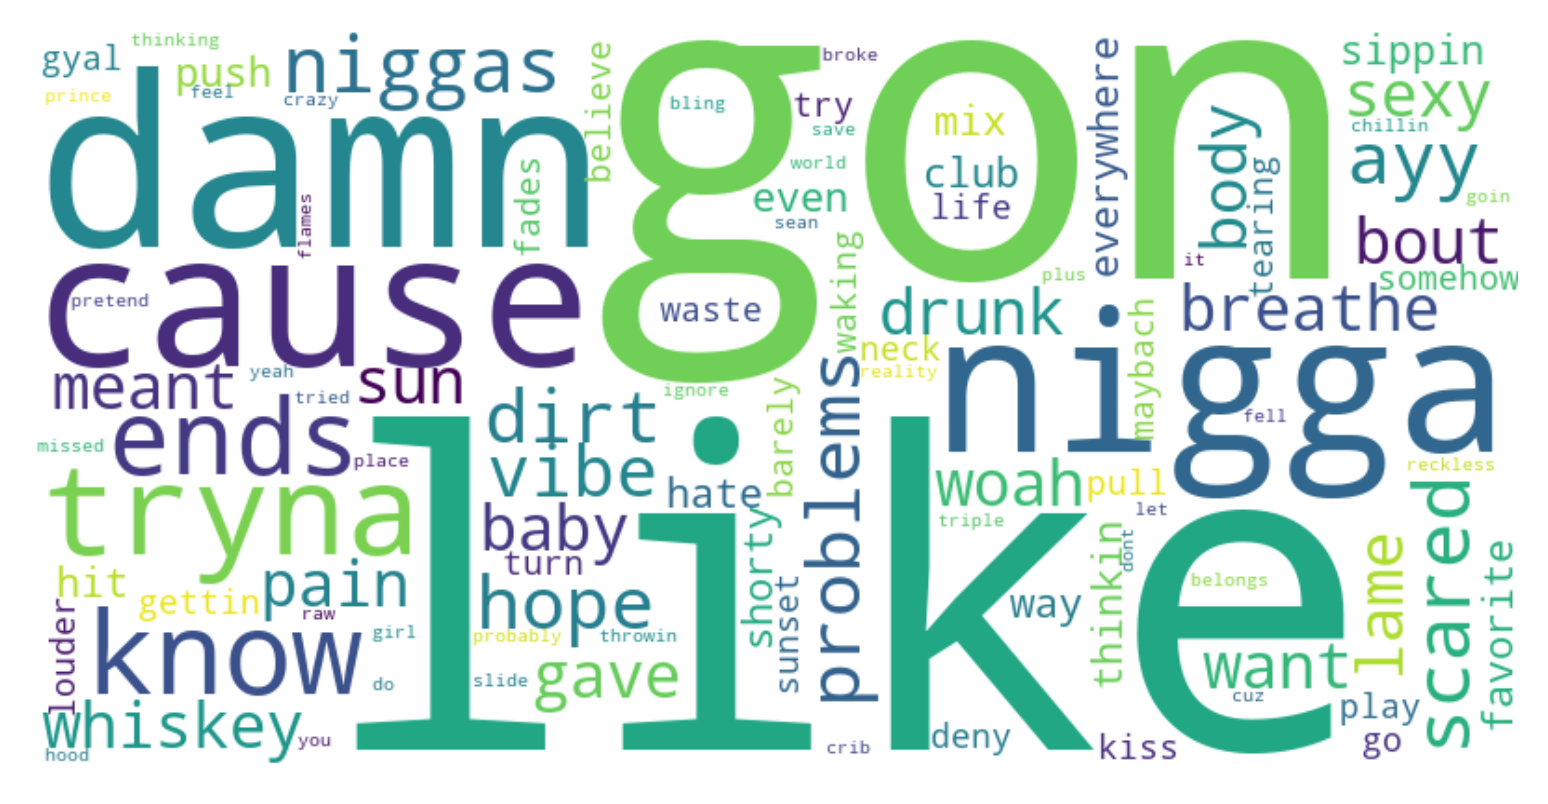 thinking
gyal
push
niggas
prince
feel
crazy
believe
broke
everywhere
sippin
sexy
damn
gon
bling
try
save
mix
chillin
ayy
fades
world
club
body
tearing
even
life
goin
flames
sean
bout
cause
pretend
waste
waking
it
plus
somehow
drunk
maybach
breathe
meant
yeah
sun
neck
reality
nigga
tried
ignore
barely
problems
fell
ends
dirt
missed
place
vibe
hate
like
woah
pull
reckless
tryna
baby
shorty
triple
let
scared
turn
thinkin
dont
lame
favorite
hit
pain
gettin
hope
sunset
way
belongs
raw
louder
know
girl
probably
throwin
do
slide
gave
want
cuz
play
whiskey
you
deny
kiss
go
hood
crib